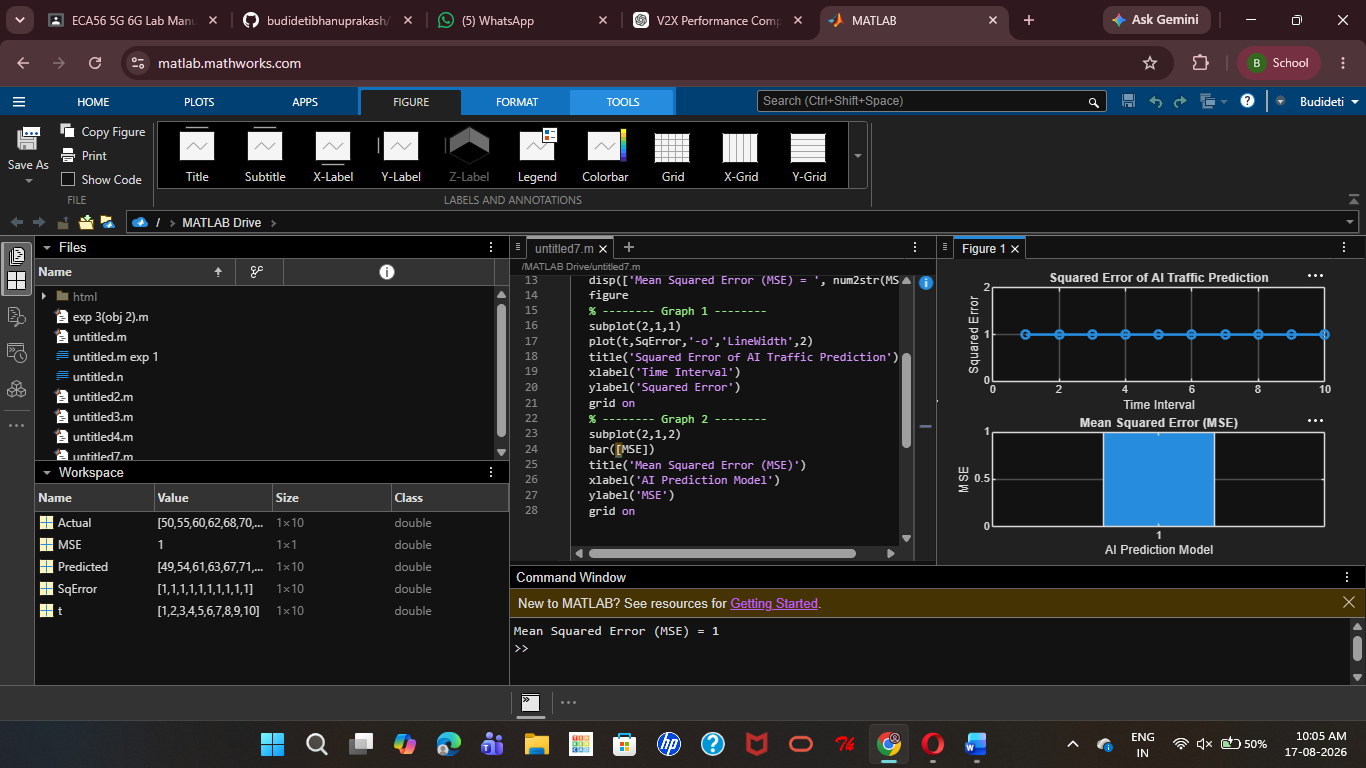 ECA56 5G 6G Lab Manu
budidetibhanuprakash/
(5) WhatsApp
V2X Performance Comp
MATLAB
Ask Gemini
matlab.mathworks.com
B School
HOME PLOTS APPS FIGURE FORMAT TOOLS
Search (Ctrl+Shift+Space)
Budideti
Save As
Copy Figure
Print
Show Code
FILE
Title Subtitle X-Label Y-Label Z-Label Legend Colorbar Grid X-Grid Y-Grid
LABELS AND ANNOTATIONS
/ > MATLAB Drive >
Files
Name
html
exp 3(obj 2).m
untitled.m
untitled.m exp 1
untitled.n
untitled2.m
untitled3.m
untitled4.m
untitled7.m
Workspace
Name Value Size Class
Actual [50,55,60,62,68,70,... 1×10 double
MSE 1 1×1 double
Predicted [49,54,61,63,67,71,... 1×10 double
SqError [1,1,1,1,1,1,1,1,1,1] 1×10 double
t [1,2,3,4,5,6,7,8,9,10] 1×10 double
untitled7.m
/MATLAB Drive/untitled7.m
13 disp(['Mean Squared Error (MSE) = ', num2str(MS
14 figure
15 % -------- Graph 1 --------
16 subplot(2,1,1)
17 plot(t,SqError,'-o','LineWidth',2)
18 title('Squared Error of AI Traffic Prediction')
19 xlabel('Time Interval')
20 ylabel('Squared Error')
21 grid on
22 % -------- Graph 2 --------
23 subplot(2,1,2)
24 bar([MSE])
25 title('Mean Squared Error (MSE)')
26 xlabel('AI Prediction Model')
27 ylabel('MSE')
28 grid on
Figure 1
Squared Error of AI Traffic Prediction
Squared Error
2
1
0
0 2 4 6 8 10
Time Interval
Mean Squared Error (MSE)
MSE
1
0.5
0
1
AI Prediction Model
Command Window
New to MATLAB? See resources for Getting Started.
Mean Squared Error (MSE) = 1
>>
ENG
IN
50%
10:05 AM
17-08-2026